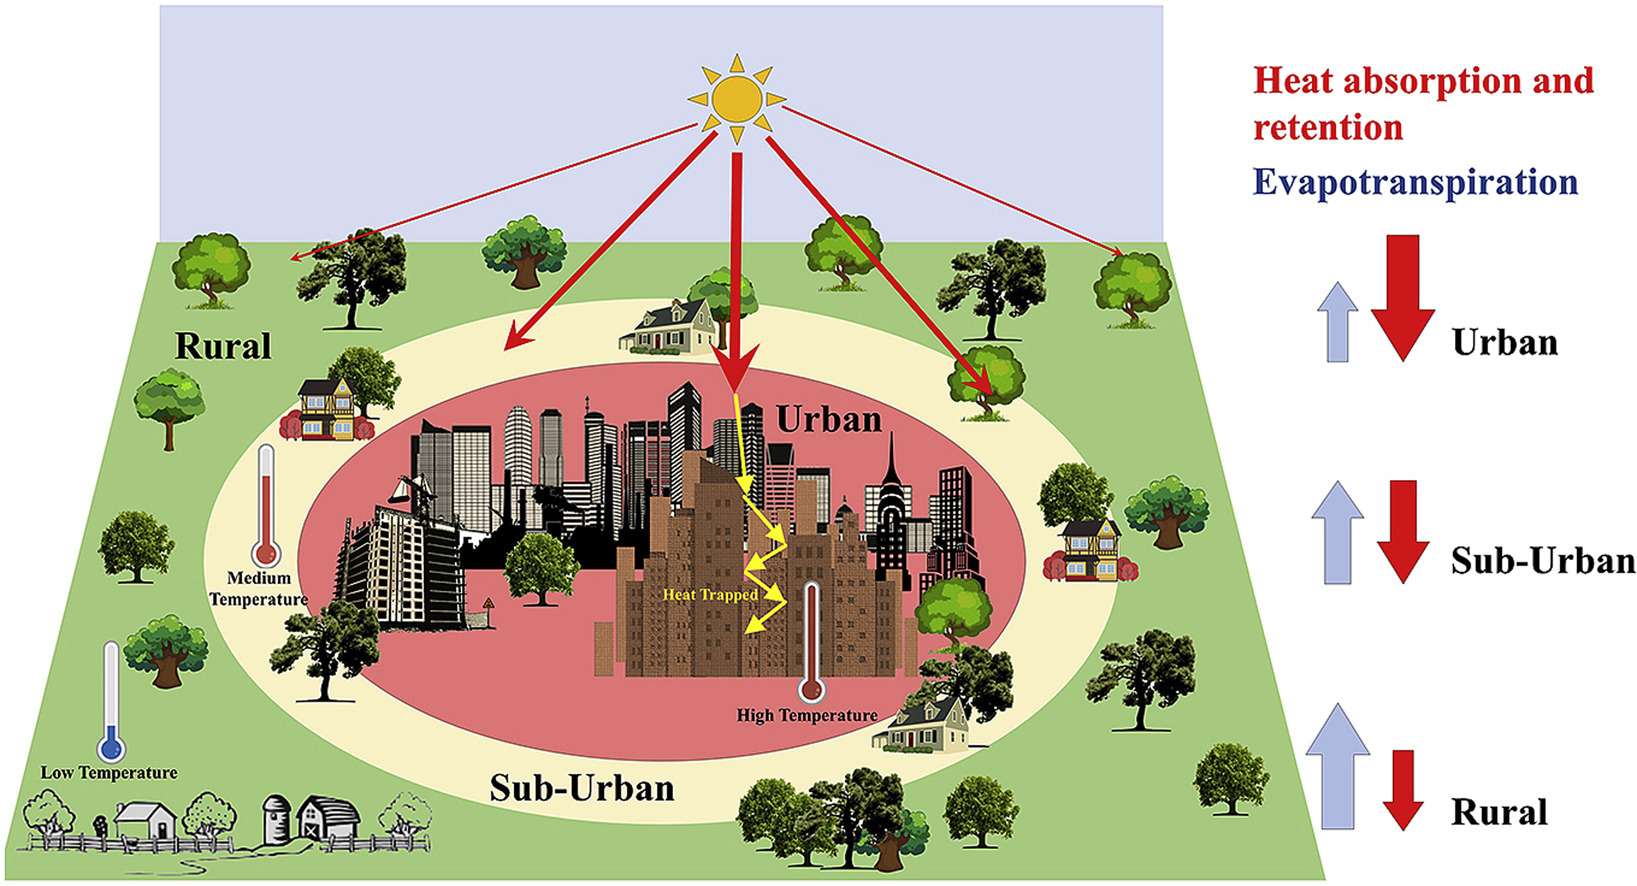 Heat absorption and
retention
Evapotranspiration
Rural
Urban
Urban
Medium
Temperature
Heat Trapped
Sub-Urban
High Temperature
Low Temperature
Sub-Urban
Rural